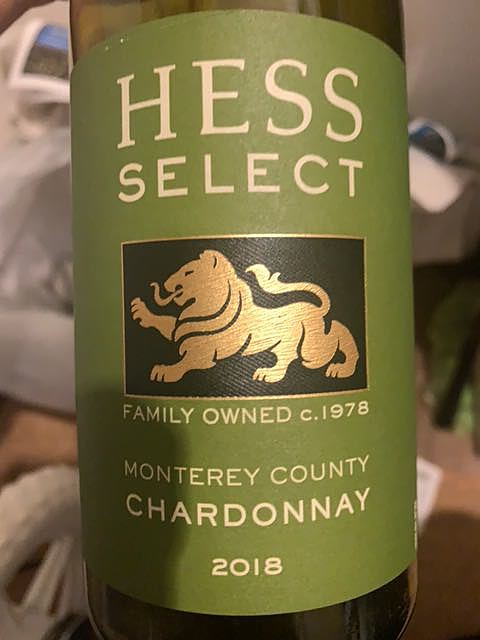 HESS
SELECT
FAMILY OWNED c.1978
MONTEREY COUNTY
CHARDONNAY
2018